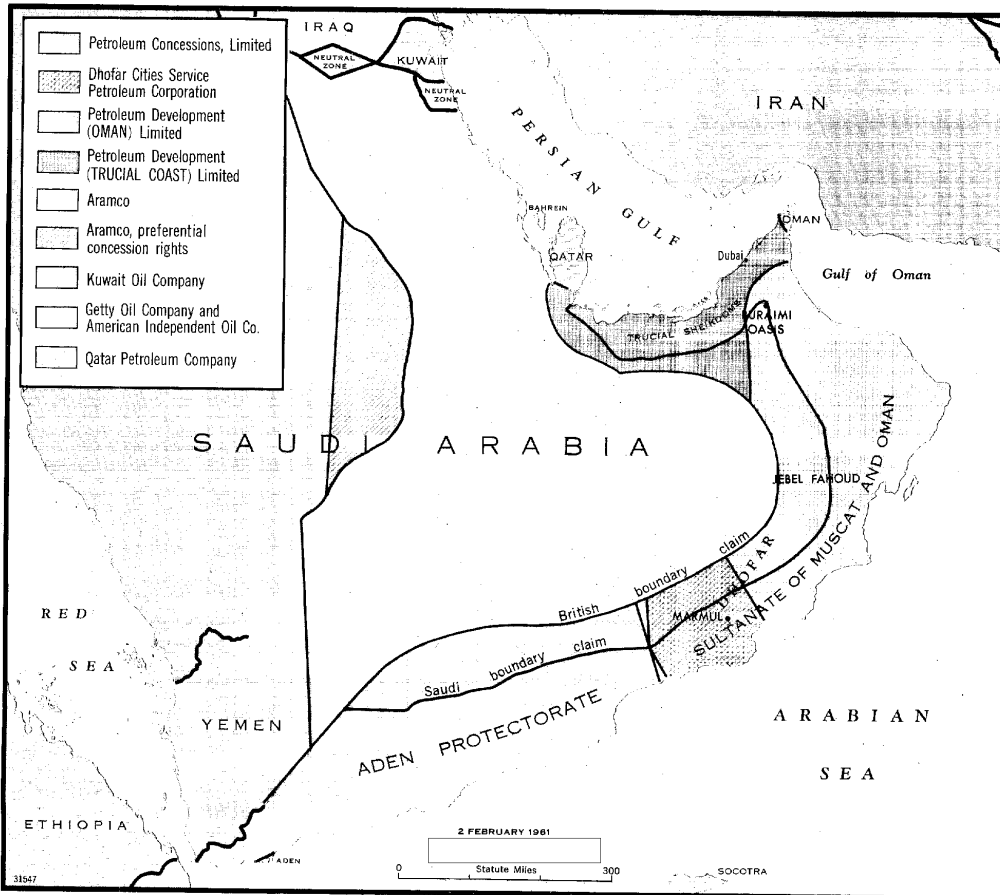 Petroleum Concessions, Limited
Dhofar Cities Service
Petroleum Corporation
Petroleum Development
(OMAN) Limited
Petroleum Development
(TRUCIAL COAST) Limited
Aramco
Aramco, preferential
concession rights
Kuwait Oil Company
Getty Oil Company and
American Independent Oil Co.
Qatar Petroleum Company
IRAQ
NEUTRAL
ZONE
KUWAIT
NEUTRAL
ZONE
IRAN
PERSIAN GULF
BAHREIN
QATAR
OMAN
Dubai
Gulf of Oman
TRUCIAL SHEIKDOMS
BURAIMI
OASIS
SAUDI ARABIA
JEBEL FAHOUD
SULTANATE OF MUSCAT AND OMAN
DHOFAR
MARMUL
British boundary claim
Saudi boundary claim
RED
SEA
YEMEN
ADEN PROTECTORATE
ARABIAN
SEA
ETHIOPIA
ADEN
2 FEBRUARY 1961
0 Statute Miles 300
SOCOTRA
31547